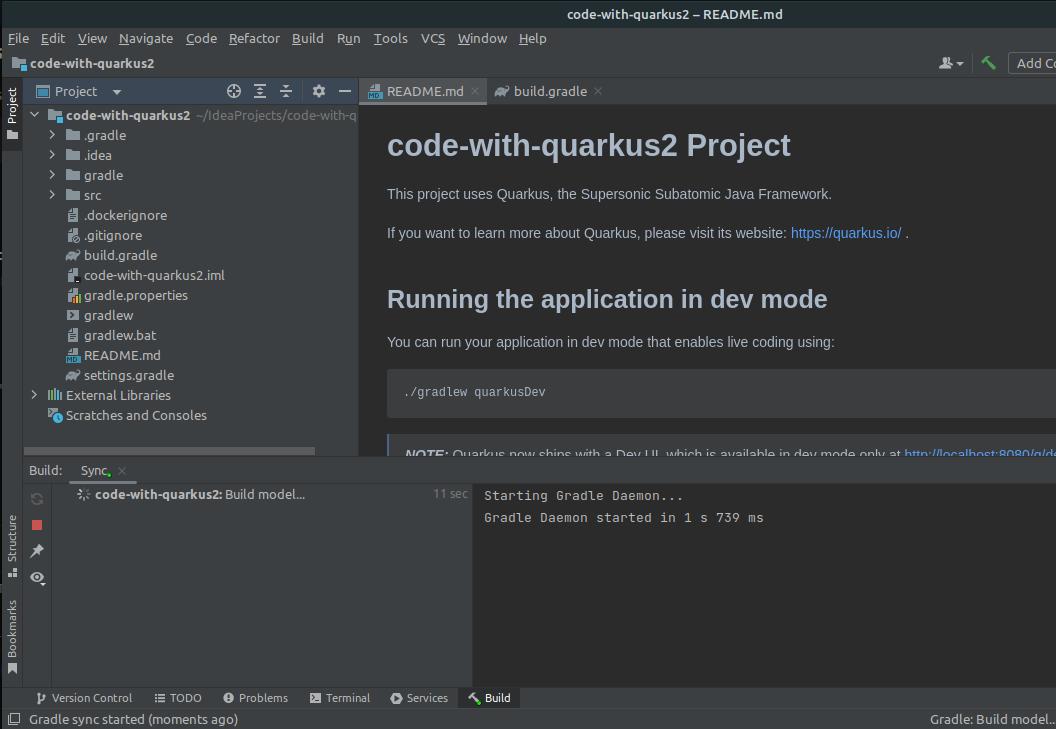 code-with-quarkus2 – README.md
File Edit View Navigate Code Refactor Build Run Tools VCS Window Help
code-with-quarkus2
Add Co
Project
Project
README.md
build.gradle
code-with-quarkus2 ~/IdeaProjects/code-with-q
.gradle
.idea
gradle
src
.dockerignore
.gitignore
build.gradle
code-with-quarkus2.iml
gradle.properties
gradlew
gradlew.bat
README.md
settings.gradle
External Libraries
Scratches and Consoles
code-with-quarkus2 Project
This project uses Quarkus, the Supersonic Subatomic Java Framework.
If you want to learn more about Quarkus, please visit its website: https://quarkus.io/ .
Running the application in dev mode
You can run your application in dev mode that enables live coding using:
./gradlew quarkusDev
NOTE: Quarkus now ships with a Dev UI, which is available in dev mode only at http://localhost:8080/q/de
Build: Sync
code-with-quarkus2: Build model... 11 sec
Starting Gradle Daemon...
Gradle Daemon started in 1 s 739 ms
Structure
Bookmarks
Version Control TODO Problems Terminal Services Build
Gradle sync started (moments ago)
Gradle: Build model...